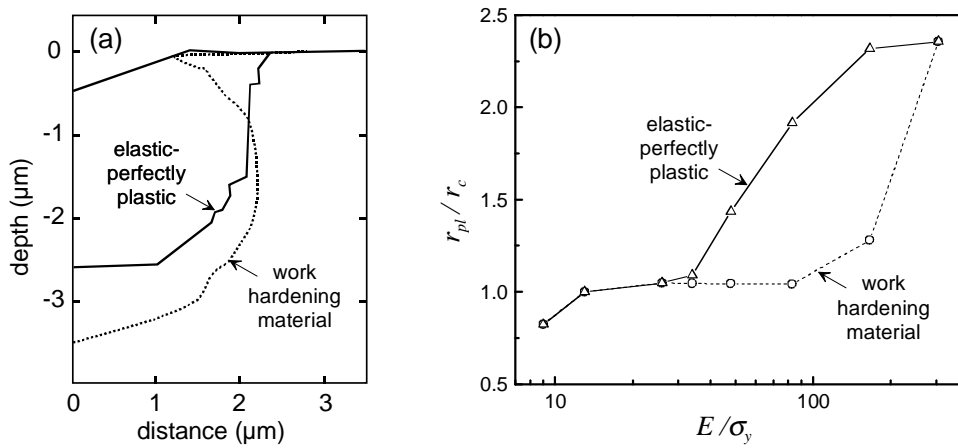 (a)
0
-1
-2
-3
depth (µm)
elastic-
perfectly
plastic
work
hardening
material
0
1
2
3
distance (µm)
(b)
2.5
2.0
1.5
1.0
0.5
r_pl / r_c
elastic-
perfectly
plastic
work
hardening
material
10
100
E/σ_y